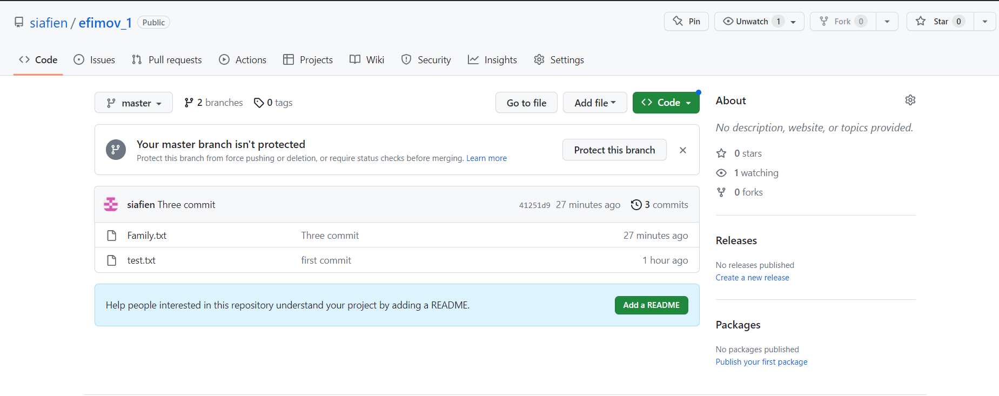 siafien / efimov_1 Public
Pin Unwatch 1 Fork 0 Star 0
Code Issues Pull requests Actions Projects Wiki Security Insights Settings
master 2 branches 0 tags Go to file Add file Code
Your master branch isn't protected
Protect this branch from force pushing or deletion, or require status checks before merging. Learn more
Protect this branch
siafien Three commit 41251d9 27 minutes ago 3 commits
Family.txt Three commit 27 minutes ago
test.txt first commit 1 hour ago
Help people interested in this repository understand your project by adding a README. Add a README
About
No description, website, or topics provided.
0 stars
1 watching
0 forks
Releases
No releases published
Create a new release
Packages
No packages published
Publish your first package